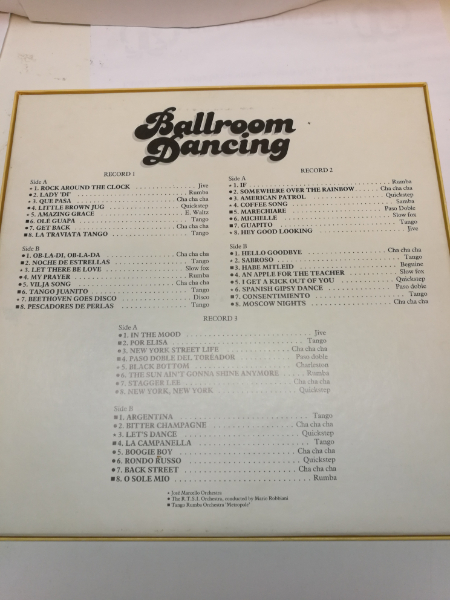 Ballroom
Dancing
RECORD 1
Side A
• 1. ROCK AROUND THE CLOCK Jive
■ 2. LADY 'DI' Rumba
• 3. QUE PASA Cha cha cha
• 4. LITTLE BROWN JUG Quickstep
• 5. AMAZING GRACE E. Waltz
■ 6. OLE GUAPA Tango
• 7. GET BACK Cha cha cha
■ 8. LA TRAVIATA TANGO Tango
Side B
■ 1. OB-LA-DI, OB-LA-DA Cha cha cha
■ 2. NOCHE DE ESTRELLAS Tango
• 3. LET THERE BE LOVE Slow fox
• 4. MY PRAYER Rumba
• 5. VILJA SONG Cha cha cha
■ 6. TANGO JUANITO Tango
• 7. BEETHOVEN GOES DISCO Disco
■ 8. PESCADORES DE PERLAS Tango
RECORD 2
Side A
• 1. IF Rumba
• 2. SOMEWHERE OVER THE RAINBOW Cha cha cha
• 3. AMERICAN PATROL Quickstep
• 4. COFFEE SONG Samba
■ 5. MARECHIARE Paso Doble
• 6. MICHELLE Slow fox
■ 7. GUAPITO Tango
• 8. HEY GOOD LOOKING Jive
Side B
• 1. HELLO GOODBYE Cha cha cha
■ 2. SABROSO Tango
■ 3. HABE MITLEID Beguine
• 4. AN APPLE FOR THE TEACHER Slow fox
• 5. I GET A KICK OUT OF YOU Quickstep
• 6. SPANISH GIPSY DANCE Paso doble
■ 7. CONSENTIMIENTO Tango
• 8. MOSCOW NIGHTS Cha cha cha
RECORD 3
Side A
• 1. IN THE MOOD Jive
■ 2. POR ELISA Tango
• 3. NEW YORK STREET LIFE Cha cha cha
■ 4. PASO DOBLE DEL TOREADOR Paso doble
• 5. BLACK BOTTOM Charleston
• 6. THE SUN AIN'T GONNA SHINE ANYMORE Rumba
• 7. STAGGER LEE Cha cha cha
• 8. NEW YORK, NEW YORK Quickstep
Side B
■ 1. ARGENTINA Tango
• 2. BITTER CHAMPAGNE Cha cha cha
• 3. LET'S DANCE Quickstep
■ 4. LA CAMPANELLA Tango
• 5. BOOGIE BOY Cha cha cha
• 6. RONDO RUSSO Quickstep
• 7. BACK STREET Cha cha cha
■ 8. O SOLE MIO Rumba
• José Marcello Orchestra
• The R.T.S.I. Orchestra, conducted by Mario Robbiani
■ Tango Rumba Orchestra 'Metropole'